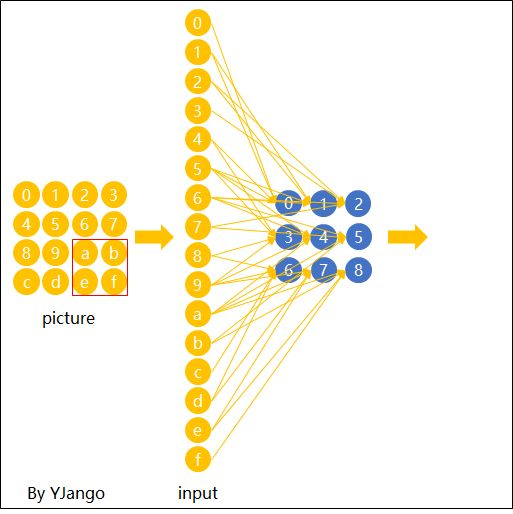 0
1
2
3
4
5
6
7
8
9
a
b
c
d
e
f
0 1 2 3
4 5 6 7
8 9 a b
c d e f
0 1 2
3 4 5
6 7 8
picture
By YJango
input